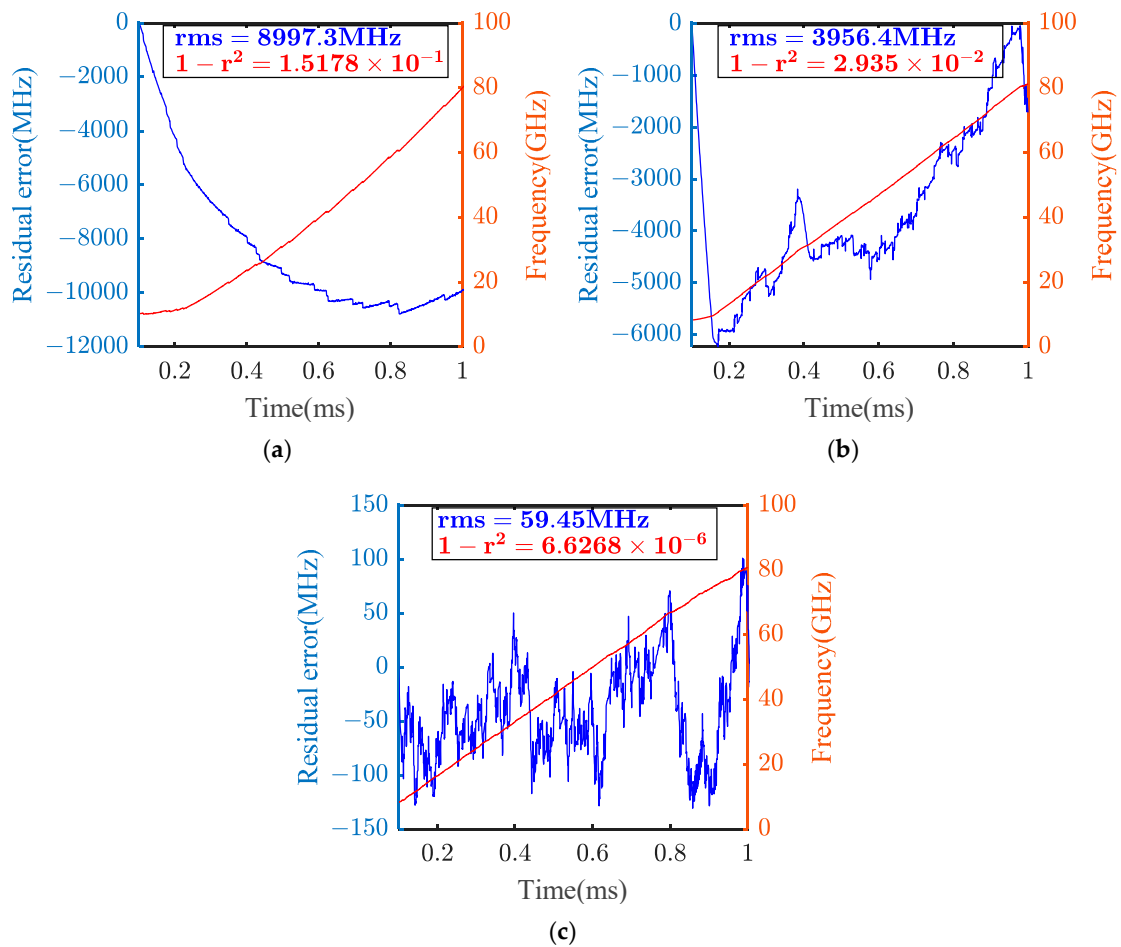 rms = 8997.3MHz
1 − r² = 1.5178 × 10⁻¹
Residual error(MHz)
0
−2000
−4000
−6000
−8000
−10000
−12000
Frequency(GHz)
100
80
60
40
20
0
0.2 0.4 0.6 0.8 1
Time(ms)
(a)
rms = 3956.4MHz
1 − r² = 2.935 × 10⁻²
Residual error(MHz)
0
−1000
−2000
−3000
−4000
−5000
−6000
Frequency(GHz)
100
80
60
40
20
0
0.2 0.4 0.6 0.8 1
Time(ms)
(b)
rms = 59.45MHz
1 − r² = 6.6268 × 10⁻⁶
Residual error(MHz)
150
100
50
0
−50
−100
−150
Frequency(GHz)
100
80
60
40
20
0
0.2 0.4 0.6 0.8 1
Time(ms)
(c)